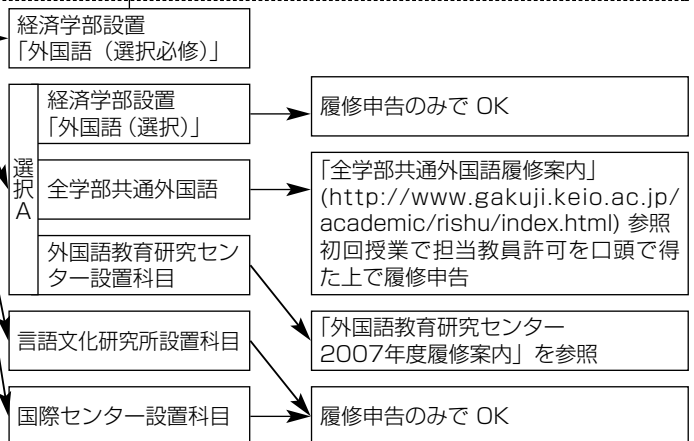 経済学部設置
「外国語（選択必修）」
選択A
経済学部設置
「外国語（選択）」
履修申告のみで OK
全学部共通外国語
「全学部共通外国語履修案内」
(http://www.gakuji.keio.ac.jp/
academic/rishu/index.html) 参照
初回授業で担当教員許可を口頭で得
た上で履修申告
外国語教育研究セン
ター設置科目
「外国語教育研究センター
2007年度履修案内」を参照
言語文化研究所設置科目
国際センター設置科目
履修申告のみで OK